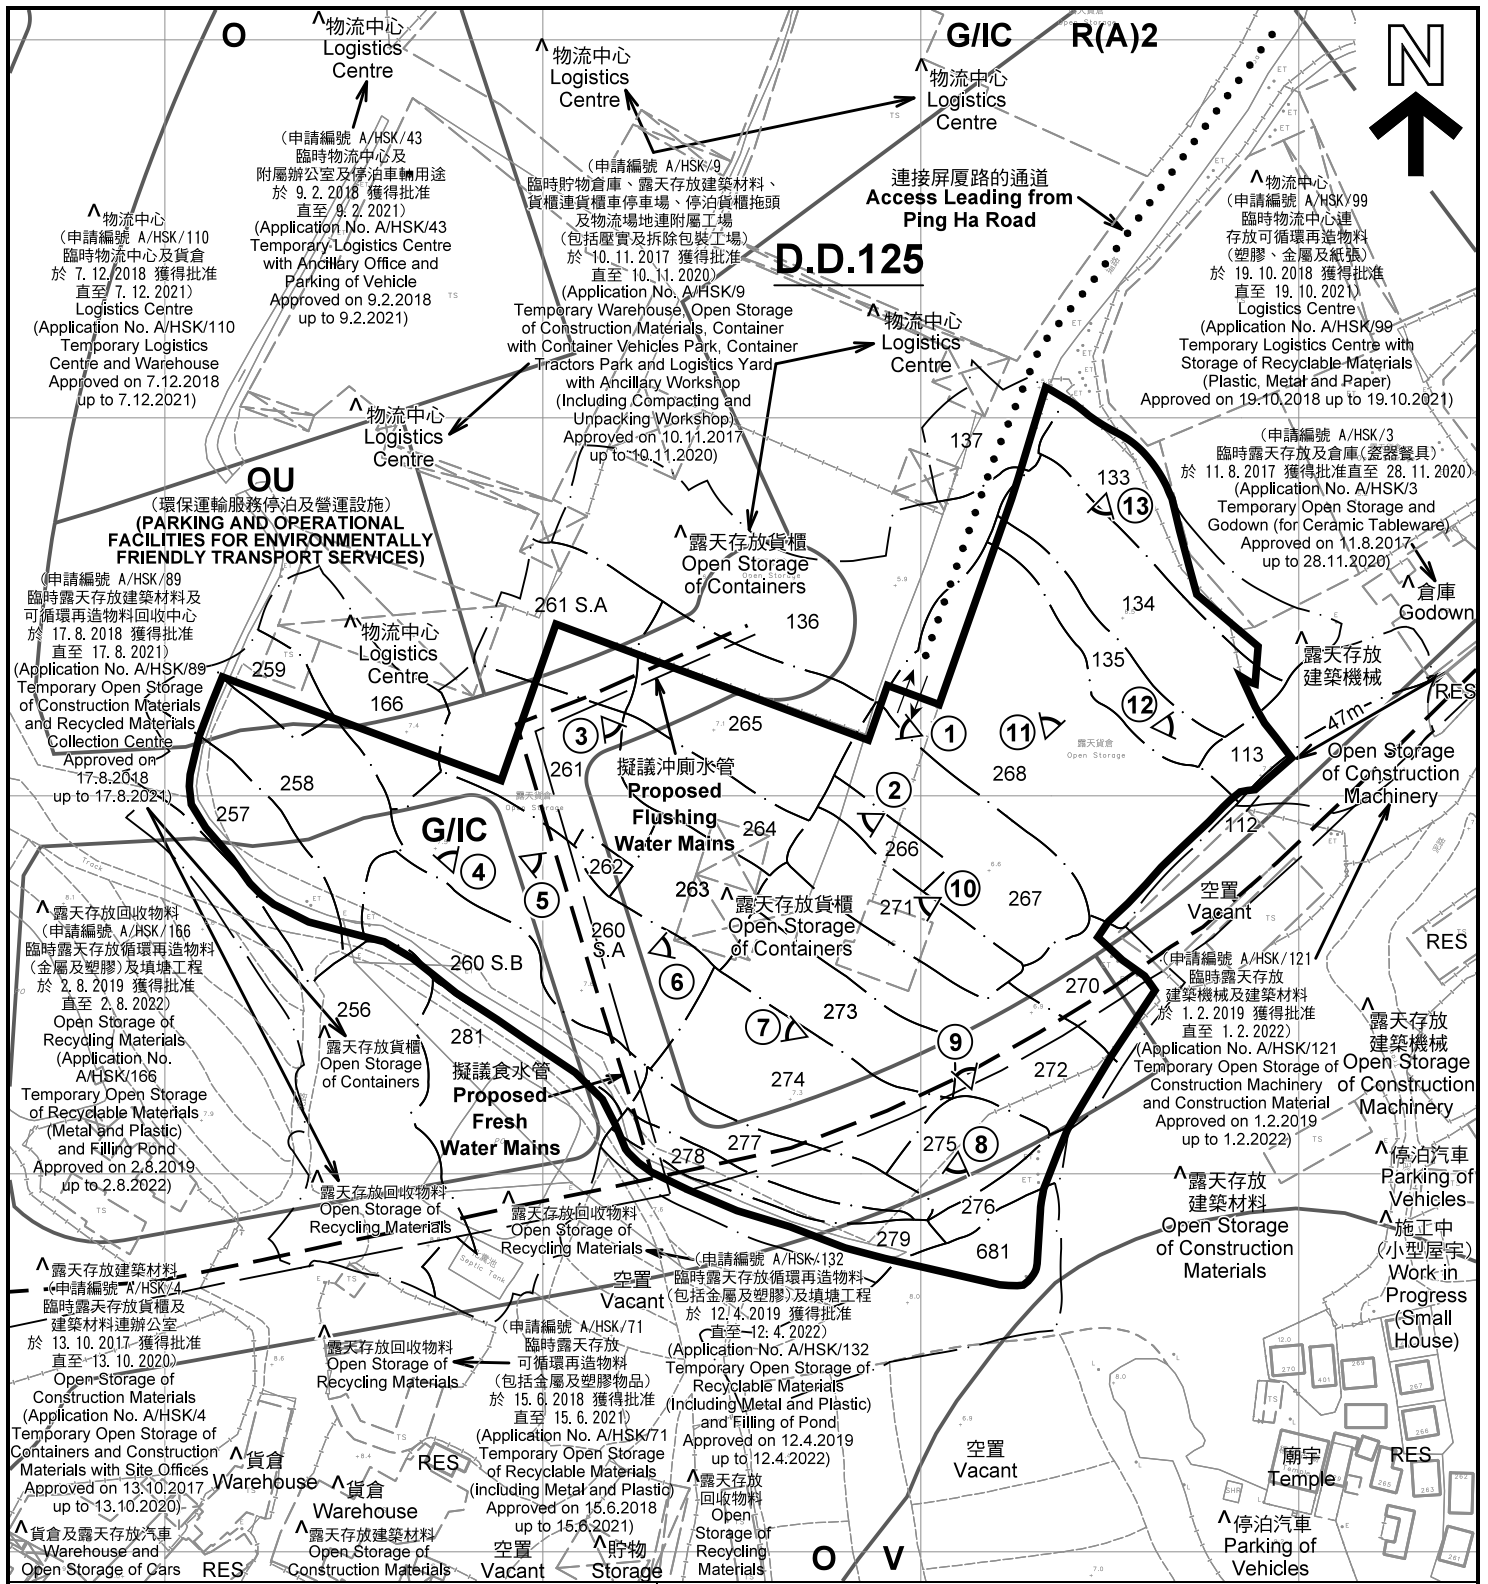 O
G/IC
R(A)2
N
^物流中心
Logistics
Centre
^物流中心
Logistics
Centre
^物流中心
Logistics
Centre
(申請編號 A/HSK/43
臨時物流中心及
附屬辦公室及停泊車輛用途
於 9.2.2018 獲得批准
直至 9.2.2021)
(Application No. A/HSK/43
Temporary Logistics Centre
with Ancillary Office and
Parking of Vehicle
Approved on 9.2.2018
up to 9.2.2021)
(申請編號 A/HSK/9
臨時貯物倉庫、露天存放建築材料、
貨櫃連貨櫃車停車場、停泊貨櫃拖頭
及物流場地連附屬工場
(包括壓實及拆除包裝工場)
於 10.11.2017 獲得批准
直至 10.11.2020)
(Application No. A/HSK/9
Temporary Warehouse, Open Storage
of Construction Materials, Container
with Container Vehicles Park, Container
Tractors Park and Logistics Yard
with Ancillary Workshop
(Including Compacting and
Unpacking Workshop)
Approved on 10.11.2017
up to 10.11.2020)
連接屏厦路的通道
Access Leading from
Ping Ha Road
D.D.125
^物流中心
(申請編號 A/HSK/99
臨時物流中心連
存放可循環再造物料
(塑膠、金屬及紙張)
於 19.10.2018 獲得批准
直至 19.10.2021)
Logistics Centre
(Application No. A/HSK/99
Temporary Logistics Centre with
Storage of Recyclable Materials
(Plastic, Metal and Paper)
Approved on 19.10.2018 up to 19.10.2021)
^物流中心
(申請編號 A/HSK/110
臨時物流中心及貨倉
於 7.12.2018 獲得批准
直至 7.12.2021)
Logistics Centre
(Application No. A/HSK/110
Temporary Logistics
Centre and Warehouse
Approved on 7.12.2018
up to 7.12.2021)
^物流中心
Logistics
Centre
^物流中心
Logistics
Centre
(申請編號 A/HSK/3
臨時露天存放及倉庫(瓷器餐具)
於 11.8.2017 獲得批准直至 28.11.2020)
(Application No. A/HSK/3
Temporary Open Storage and
Godown (for Ceramic Tableware)
Approved on 11.8.2017
up to 28.11.2020)
^倉庫
Godown
OU
(環保運輸服務停泊及營運設施)
(PARKING AND OPERATIONAL
FACILITIES FOR ENVIRONMENTALLY
FRIENDLY TRANSPORT SERVICES)
137
133
13
134
135
12
11
1
^露天存放貨櫃
Open Storage
of Containers
136
261 S.A
(申請編號 A/HSK/89
臨時露天存放建築材料及
可循環再造物料回收中心
於 17.8.2018 獲得批准
直至 17.8.2021)
(Application No. A/HSK/89
Temporary Open Storage
of Construction Materials
and Recycled Materials
Collection Centre
Approved on
17.8.2018
up to 17.8.2021)
^物流中心
Logistics
Centre
259
166
^露天存放
建築機械
Open Storage
of Construction
Machinery
RES
47m
113
112
露天貨倉
Open Storage
268
265
3
261
擬議沖廁水管
Proposed
Flushing
Water Mains
露天貨倉
Open Storage
258
257
G/IC
4
5
2
264
262
263
266
267
10
271
^露天存放貨櫃
Open Storage
of Containers
空置
Vacant
RES
^露天存放回收物料
(申請編號 A/HSK/166
臨時露天存放循環再造物料
(金屬及塑膠)及填塘工程
於 2.8.2019 獲得批准
直至 2.8.2022)
Open Storage of
Recycling Materials
(Application No.
A/HSK/166
Temporary Open Storage
of Recyclable Materials
(Metal and Plastic)
and Filling Pond
Approved on 2.8.2019
up to 2.8.2022)
260
S.A
260 S.B
6
256
281
7
273
9
270
272
274
^露天存放貨櫃
Open Storage
of Containers
擬議食水管
Proposed
Fresh
Water Mains
(申請編號 A/HSK/121
臨時露天存放
建築機械及建築材料
於 1.2.2019 獲得批准
直至 1.2.2022)
(Application No. A/HSK/121
Temporary Open Storage of
Construction Machinery
and Construction Material
Approved on 1.2.2019
up to 1.2.2022)
^露天存放
建築機械
Open Storage
of Construction
Machinery
277
278
275
8
276
279
681
^停泊汽車
Parking of
Vehicles
^露天存放
建築材料
Open Storage
of Construction
Materials
^施工中
(小型屋宇)
Work in
Progress
(Small
House)
^露天存放回收物料
Open Storage of
Recycling Materials
^露天存放回收物料
Open Storage of
Recycling Materials
Septic Tank
空置
Vacant
(申請編號 A/HSK/132
臨時露天存放循環再造物料
(包括金屬及塑膠)及填塘工程
於 12.4.2019 獲得批准
直至 12.4.2022)
(Application No. A/HSK/132
Temporary Open Storage of
Recyclable Materials
(Including Metal and Plastic)
and Filling of Pond
Approved on 12.4.2019
up to 12.4.2022)
^露天存放建築材料
(申請編號 A/HSK/4
臨時露天存放貨櫃及
建築材料連辦公室
於 13.10.2017 獲得批准
直至 13.10.2020)
Open Storage of
Construction Materials
(Application No. A/HSK/4
Temporary Open Storage of
Containers and Construction
Materials with Site Offices
Approved on 13.10.2017
up to 13.10.2020)
^露天存放回收物料
Open Storage of
Recycling Materials
(申請編號 A/HSK/71
臨時露天存放
可循環再造物料
(包括金屬及塑膠物品)
於 15.6.2018 獲得批准
直至 15.6.2021)
(Application No. A/HSK/71
Temporary Open Storage
of Recyclable Materials
(including Metal and Plastic)
Approved on 15.6.2018
up to 15.6.2021)
^貨倉
Warehouse
^貨倉
Warehouse
RES
^露天存放
回收物料
Open
Storage of
Recycling
Materials
空置
Vacant
廟宇
Temple
RES
^貨倉及露天存放汽車
Warehouse and
Open Storage of Cars
RES
^露天存放建築材料
Open Storage of
Construction Materials
空置
Vacant
^貯物
Storage
O
V
^停泊汽車
Parking of
Vehicles